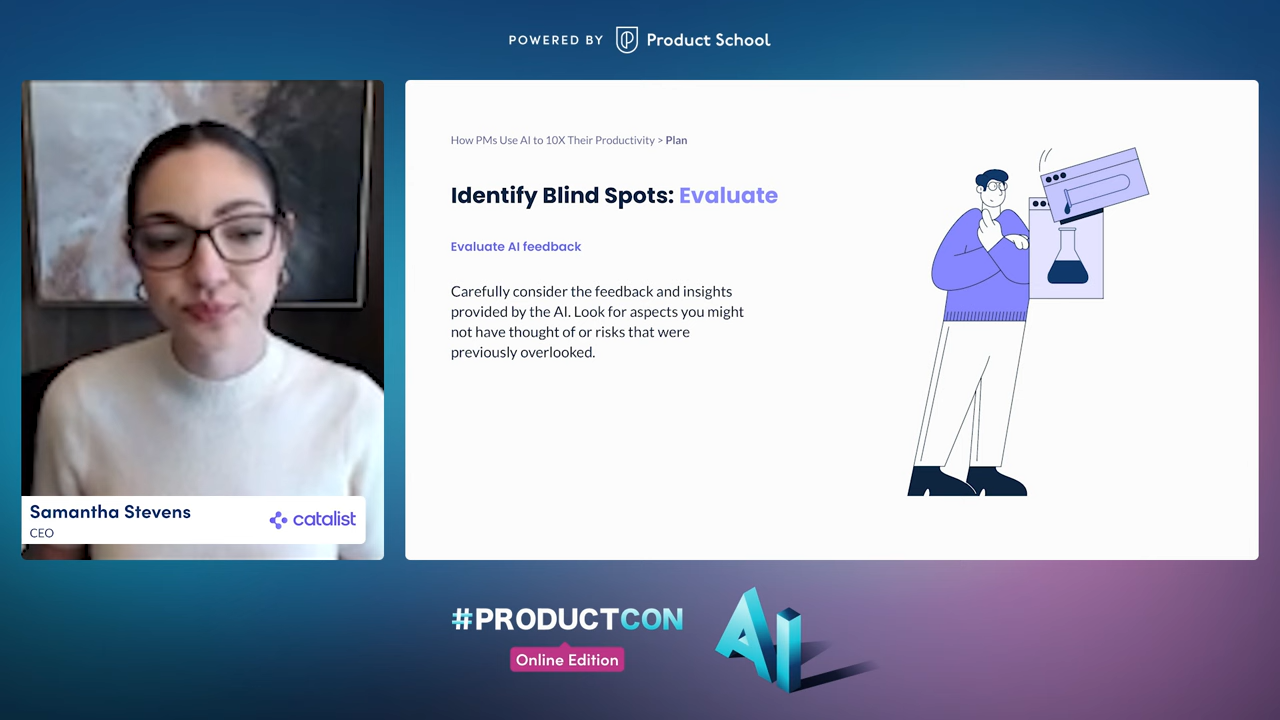 POWERED BY Product School
How PMs Use AI to 10X Their Productivity > Plan
Identify Blind Spots: Evaluate
Evaluate AI feedback
Carefully consider the feedback and insights
provided by the AI. Look for aspects you might
not have thought of or risks that were
previously overlooked.
Samantha Stevens
CEO
catalist
#PRODUCTCON
Online Edition
AI